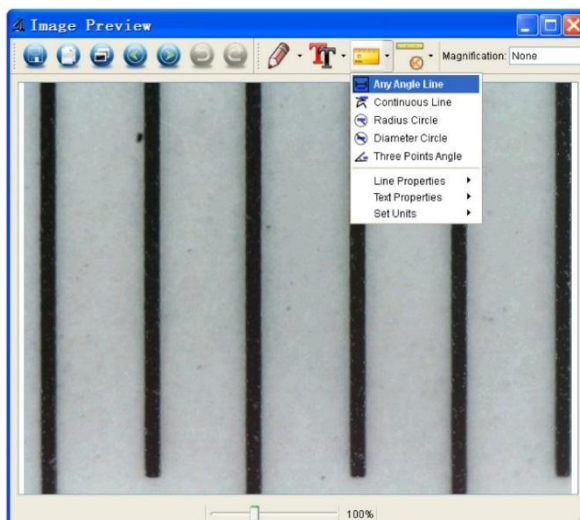 Image Preview
Magnification: None
Any Angle Line
Continuous Line
Radius Circle
Diameter Circle
Three Points Angle
Line Properties
Text Properties
Set Units
100%